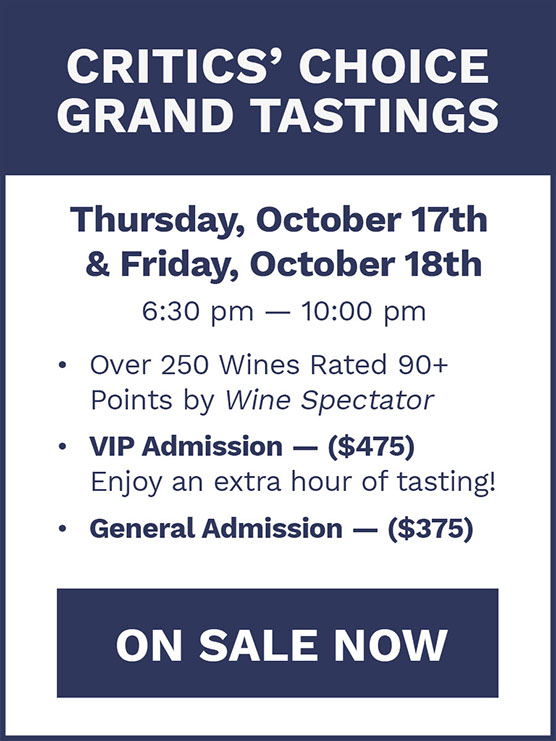 CRITICS’ CHOICE
GRAND TASTINGS
Thursday, October 17th
& Friday, October 18th
6:30 pm — 10:00 pm
• Over 250 Wines Rated 90+
Points by Wine Spectator
• VIP Admission — ($475)
Enjoy an extra hour of tasting!
• General Admission — ($375)
ON SALE NOW